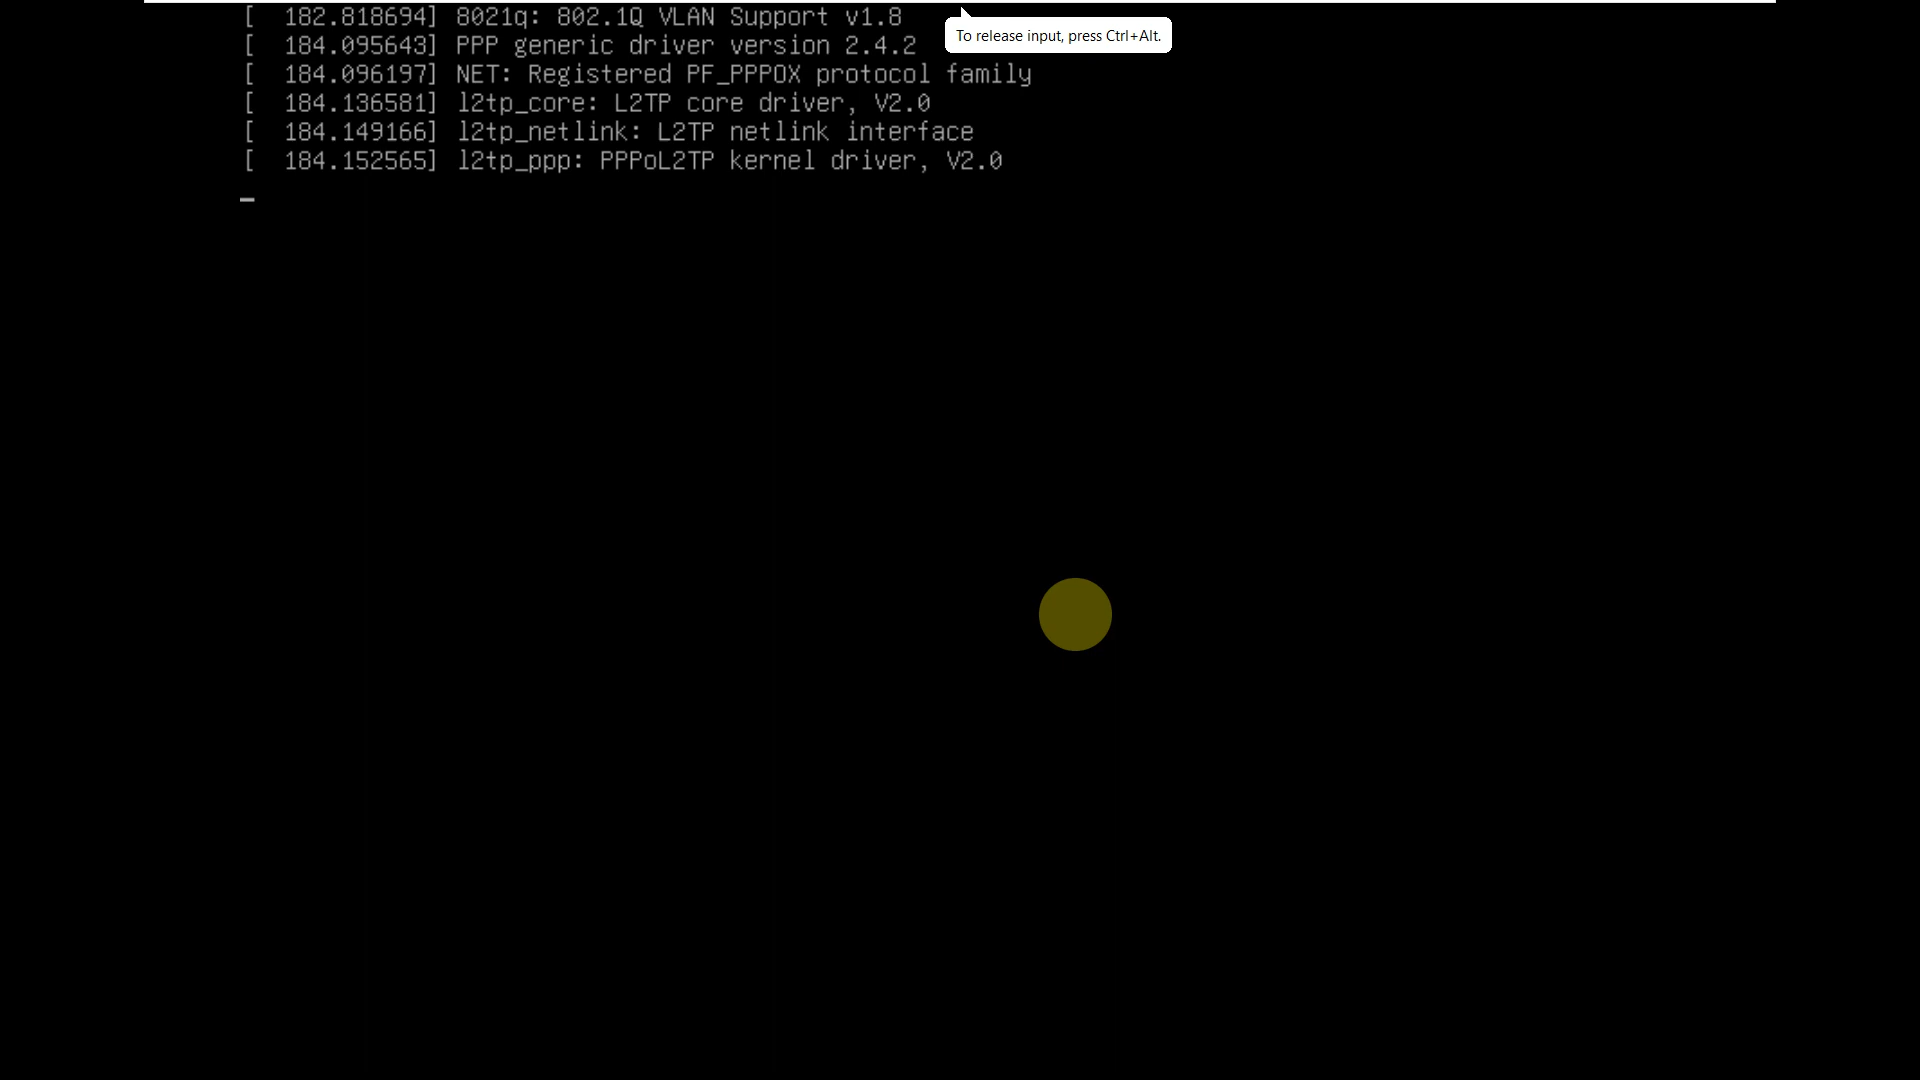 [  182.818694] 8021q: 802.1Q VLAN Support v1.8
[  184.095643] PPP generic driver version 2.4.2
To release input, press Ctrl+Alt.
[  184.096197] NET: Registered PF_PPPOX protocol family
[  184.136581] l2tp_core: L2TP core driver, V2.0
[  184.149166] l2tp_netlink: L2TP netlink interface
[  184.152565] l2tp_ppp: PPPoL2TP kernel driver, V2.0